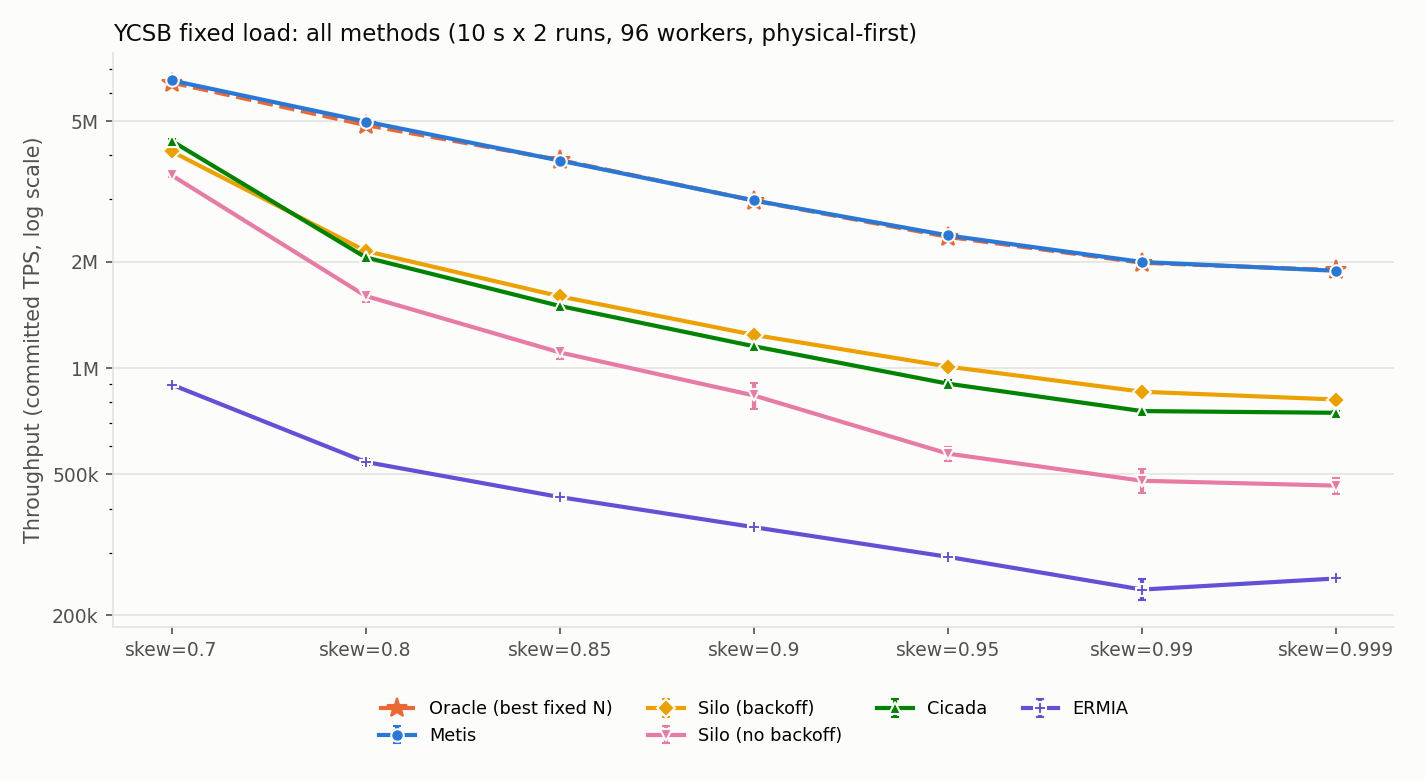 YCSB fixed load: all methods (10 s x 2 runs, 96 workers, physical-first)
Throughput (committed TPS, log scale)
5M
2M
1M
500k
200k
skew=0.7 skew=0.8 skew=0.85 skew=0.9 skew=0.95 skew=0.99 skew=0.999
Oracle (best fixed N) Silo (backoff) Cicada ERMIA
Metis Silo (no backoff)